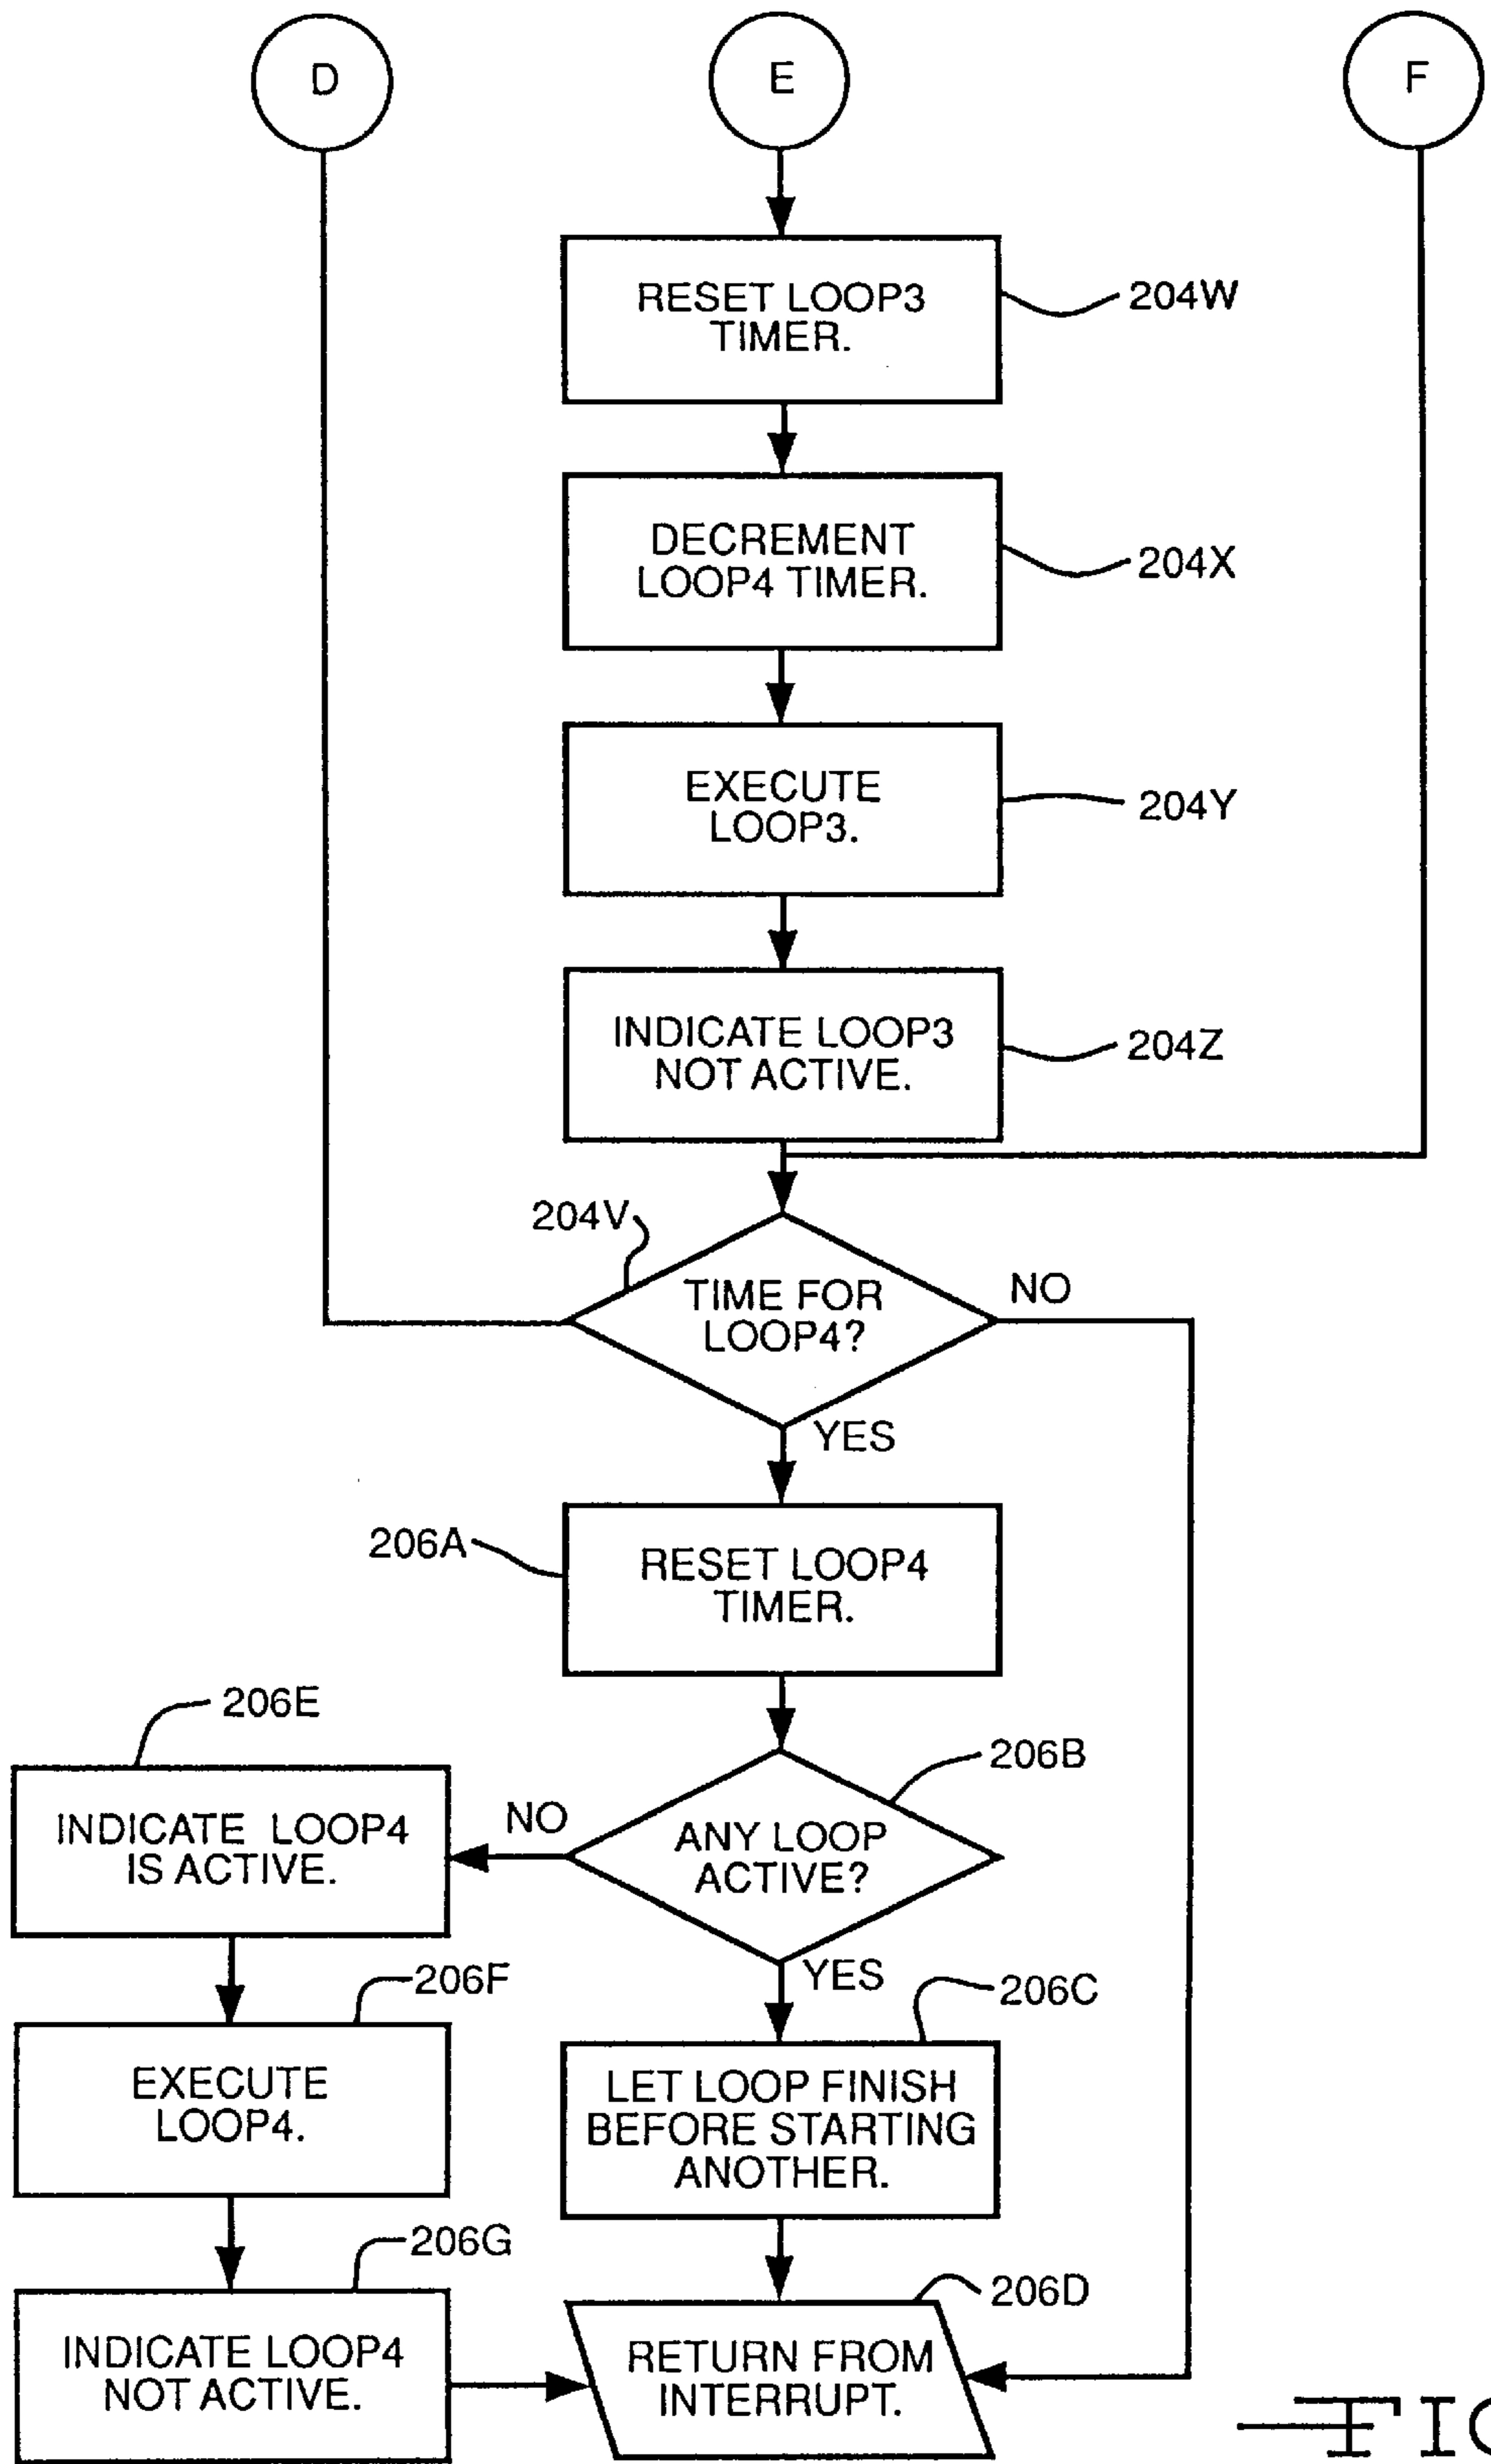 D
E
F
RESET LOOP3
TIMER.
204W
DECREMENT
LOOP4 TIMER.
204X
EXECUTE
LOOP3.
204Y
INDICATE LOOP3
NOT ACTIVE.
204Z
204V
TIME FOR
LOOP4?
NO
YES
206A
RESET LOOP4
TIMER.
206E
206B
INDICATE LOOP4
IS ACTIVE.
NO
ANY LOOP
ACTIVE?
YES
206F
206C
EXECUTE
LOOP4.
LET LOOP FINISH
BEFORE STARTING
ANOTHER.
206G
206D
INDICATE LOOP4
NOT ACTIVE.
RETURN FROM
INTERRUPT.